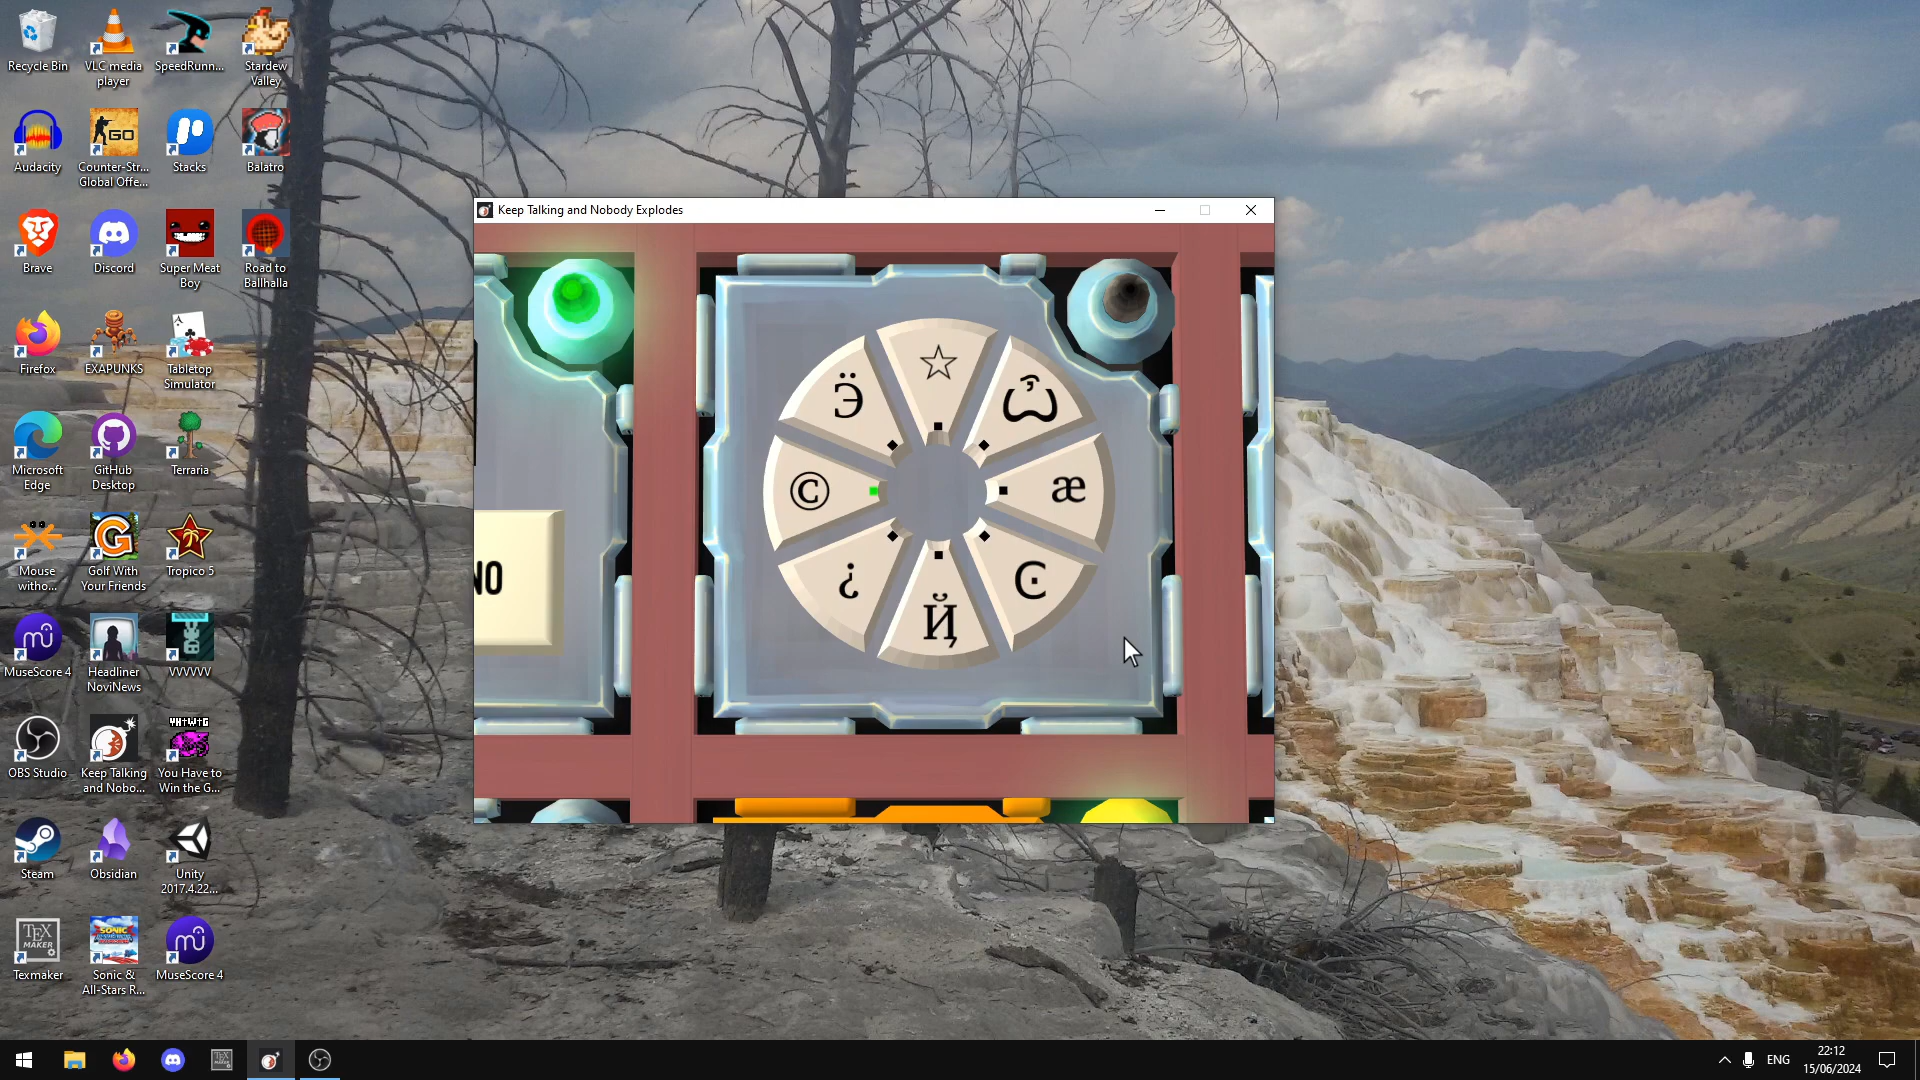 Recycle Bin
VLC media
player
SpeedRunn...
Stardew
Valley
Audacity
Counter-Str...
Global Offe...
Stacks
Balatro
Brave
Discord
Super Meat
Boy
Road to
Ballhalla
Firefox
EXAPUNKS
Tabletop
Simulator
Microsoft
Edge
GitHub
Desktop
Terraria
Mouse
witho...
Golf With
Your Friends
Tropico 5
MuseScore 4
Headliner
NoviNews
VVVVVV
OBS Studio
Keep Talking
and Nobo...
You Have to
Win the G...
Steam
Obsidian
Unity
2017.4.22...
Texmaker
Sonic &
All-Stars R...
MuseScore 4
GO
YHtWtG
TEX
MAKER
Keep Talking and Nobody Explodes
NO
☆
Ӭ
Ѽ
©
æ
¿
Ͼ
Ҋ
ENG
22:12
15/06/2024